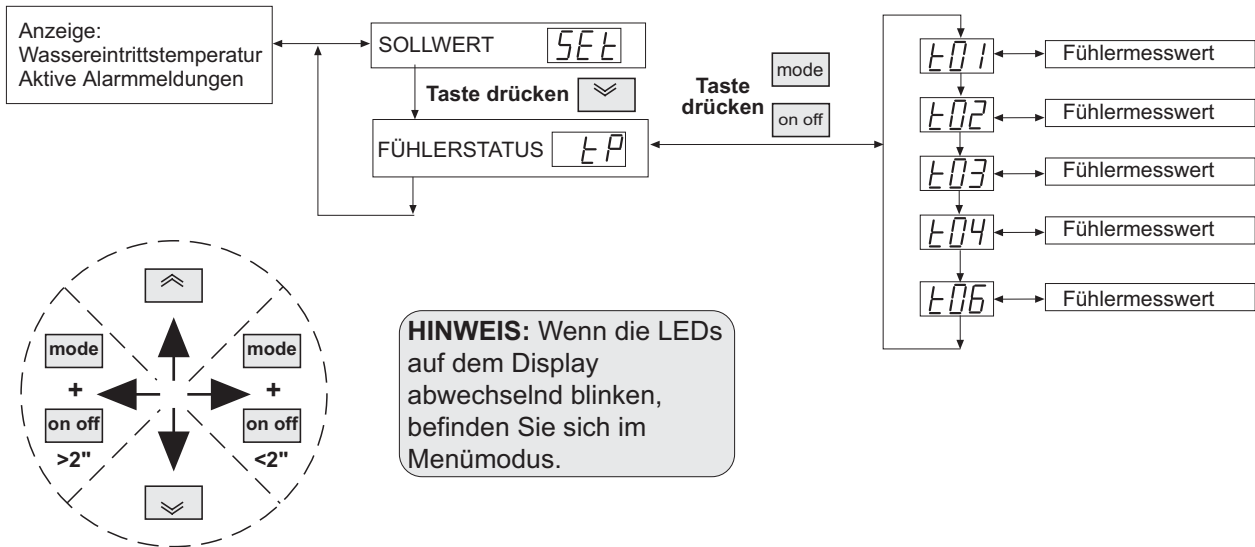 Anzeige:
Wassereintrittstemperatur
Aktive Alarmmeldungen
SOLLWERT SEt
Taste drücken
FÜHLERSTATUS tP
Taste
drücken
mode
on off
t01 Fühlermesswert
t02 Fühlermesswert
t03 Fühlermesswert
t04 Fühlermesswert
t06 Fühlermesswert
mode
+
on off
>2"
mode
+
on off
<2"
HINWEIS: Wenn die LEDs
auf dem Display
abwechselnd blinken,
befinden Sie sich im
Menümodus.